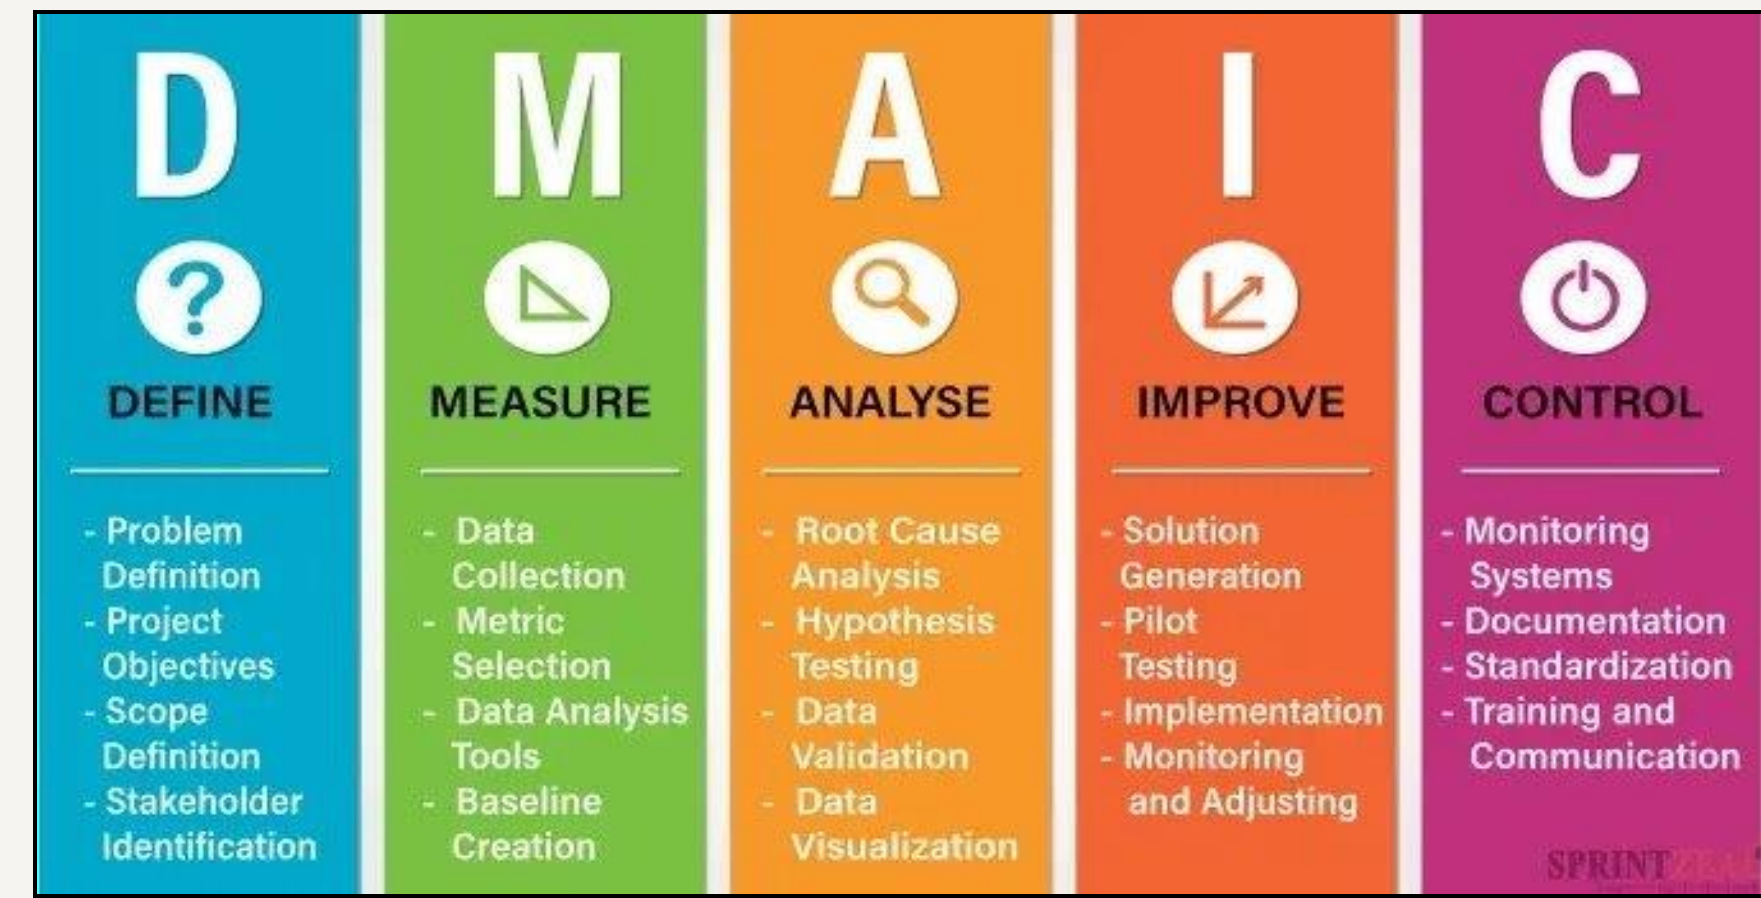 D
DEFINE
- Problem
Definition
- Project
Objectives
- Scope
Definition
- Stakeholder
Identification
M
MEASURE
- Data
Collection
- Metric
Selection
- Data Analysis
Tools
- Baseline
Creation
A
ANALYSE
- Root Cause
Analysis
- Hypothesis
Testing
- Data
Validation
- Data
Visualization
I
IMPROVE
- Solution
Generation
- Pilot
Testing
- Implementation
- Monitoring
and Adjusting
C
CONTROL
- Monitoring
Systems
- Documentation
- Standardization
- Training and
Communication
SPRINTZEAL